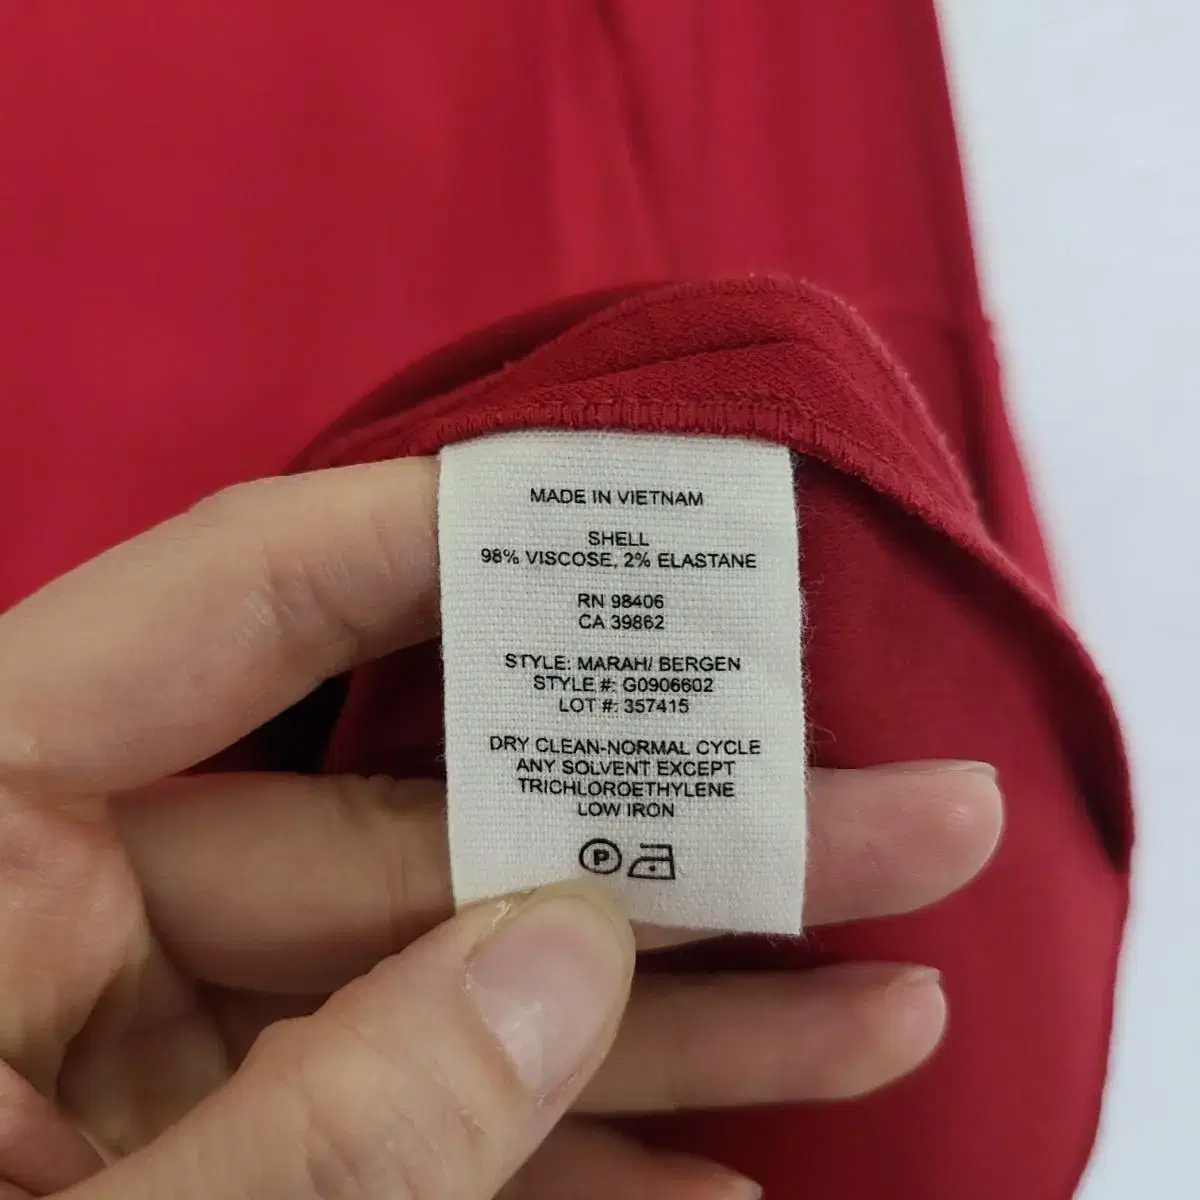 MADE IN VIETNAM
SHELL
98% VISCOSE, 2% ELASTANE
RN 98406
CA 39862
STYLE: MARAH/ BERGEN
STYLE #: G0906602
LOT #: 357415
DRY CLEAN-NORMAL CYCLE
ANY SOLVENT EXCEPT
TRICHLOROETHYLENE
LOW IRON
P